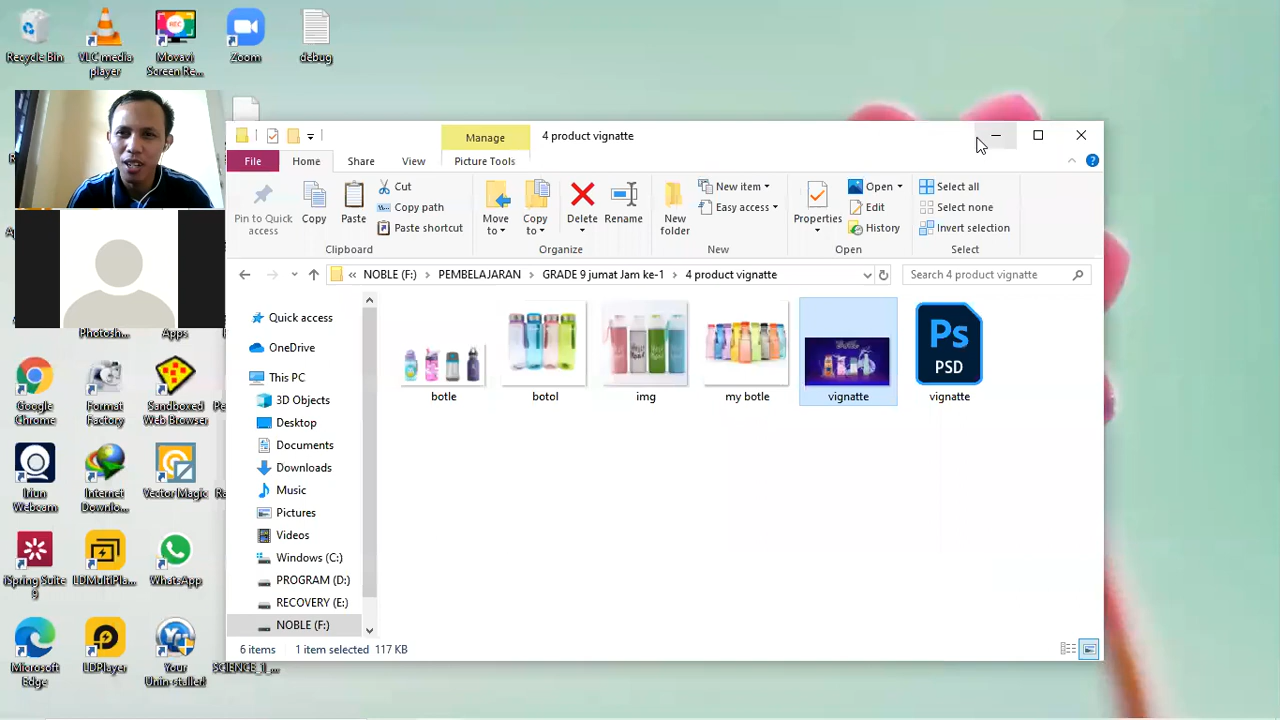 Recycle Bin
VLC media player
Movavi Screen Re...
Zoom
debug
4 product vignatte
Manage
File
Home
Share
View
Picture Tools
Pin to Quick access
Copy
Paste
Cut
Copy path
Paste shortcut
Clipboard
Move to
Copy to
Delete
Rename
Organize
New folder
New item
Easy access
New
Properties
Open
Edit
History
Open
Select all
Select none
Invert selection
Select
« NOBLE (F:) > PEMBELAJARAN > GRADE 9 jumat Jam ke-1 > 4 product vignatte
Search 4 product vignatte
Quick access
OneDrive
This PC
3D Objects
Desktop
Documents
Downloads
Music
Pictures
Videos
Windows (C:)
PROGRAM (D:)
RECOVERY (E:)
NOBLE (F:)
botle
botol
img
my botle
vignatte
Ps
PSD
vignatte
6 items
1 item selected 117 KB
Photosh...
Apps
Google Chrome
Format Factory
Sandboxed Web Browser
Iriun Webcam
Internet Downlo...
Vector Magic
iSpring Suite 9
LDMultiPla...
WhatsApp
Microsoft Edge
LDPlayer
Your Unin-staller!
SCIENCE_1_...